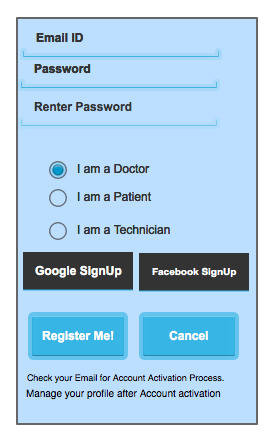 Email ID
Password
Renter Password
I am a Doctor
I am a Patient
I am a Technician
Google SignUp Facebook SignUp
Register Me! Cancel
Check your Email for Account Activation Process.
Manage your profile after Account activation